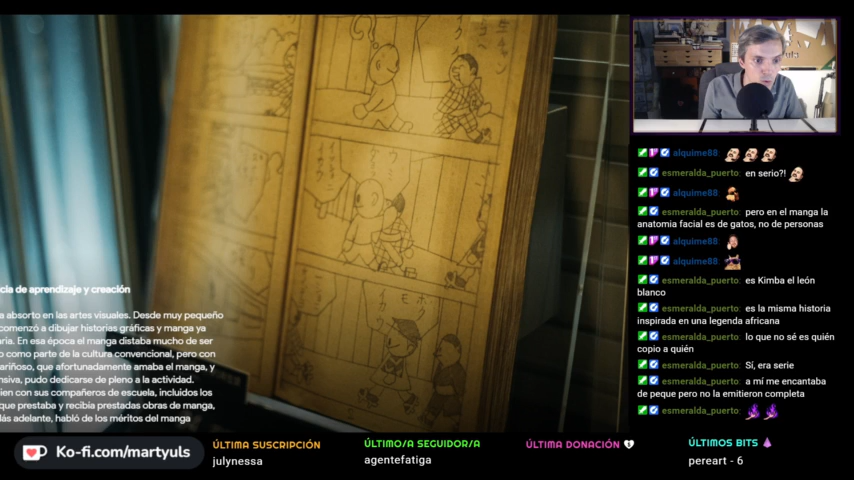 cia de aprendizaje y creación
a absorto en las artes visuales. Desde muy pequeño
comenzó a dibujar historias gráficas y manga ya
aria. En esa época el manga distaba mucho de ser
o como parte de la cultura convencional, pero con
ariñoso, que afortunadamente amaba el manga, y
nsiva, pudo dedicarse de pleno a la actividad.
ien con sus compañeros de escuela, incluidos los
que prestaba y recibía prestadas obras de manga,
ás adelante, habló de los méritos del manga
alquime88:
esmeralda_puerto: en serio?!
alquime88:
esmeralda_puerto: pero en el manga la
anatomia facial es de gatos, no de personas
alquime88:
alquime88:
esmeralda_puerto: es Kimba el león
blanco
esmeralda_puerto: es la misma historia
inspirada en una legenda africana
esmeralda_puerto: lo que no sé es quién
copio a quién
esmeralda_puerto: Sí, era serie
esmeralda_puerto: a mí me encantaba
de peque pero no la emitieron completa
esmeralda_puerto:
Ko-fi.com/martyuls
ÚLTIMA SUSCRIPCIÓN
julynessa
ÚLTIMO/A SEGUIDOR/A
agentefatiga
ÚLTIMA DONACIÓN
ÚLTIMOS BITS
pereart - 6